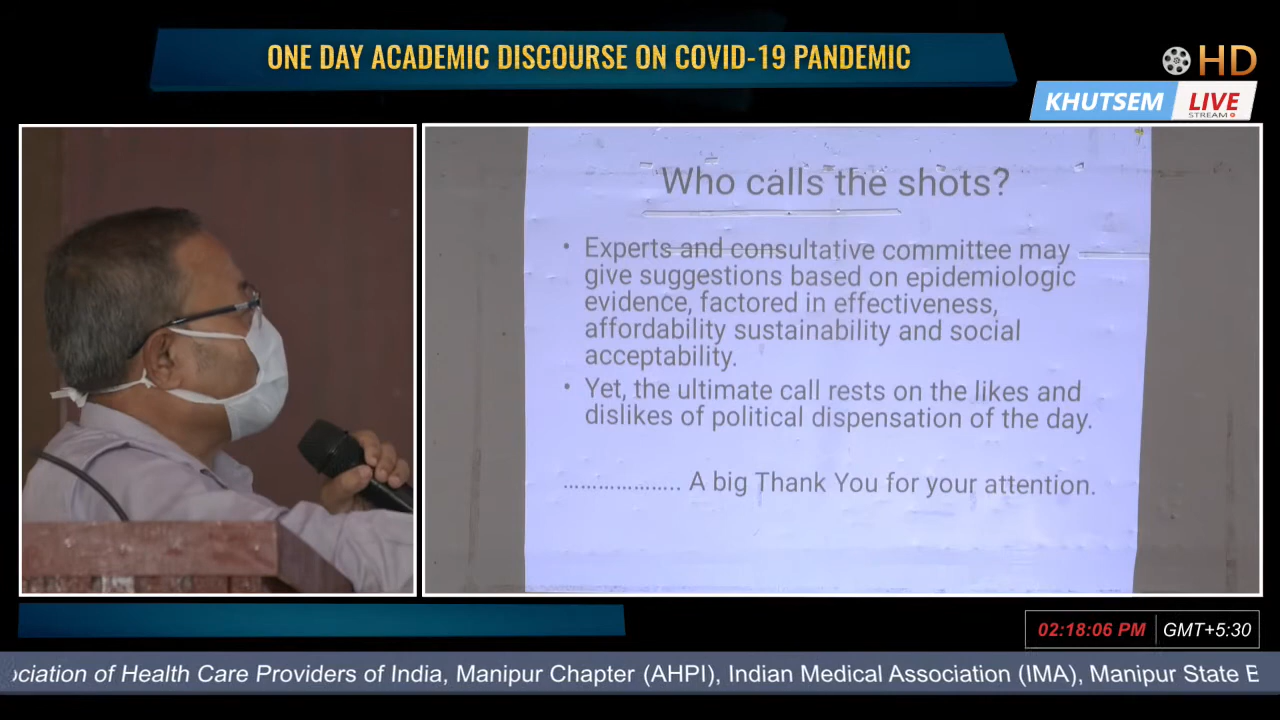 ONE DAY ACADEMIC DISCOURSE ON COVID-19 PANDEMIC
HD
KHUTSEM LIVE
STREAM
Who calls the shots?
• Experts and consultative committee may
give suggestions based on epidemiologic
evidence, factored in effectiveness,
affordability sustainability and social
acceptability.
• Yet, the ultimate call rests on the likes and
dislikes of political dispensation of the day.
.................. A big Thank You for your attention.
02:18:06 PM GMT+5:30
ociation of Health Care Providers of India, Manipur Chapter (AHPI), Indian Medical Association (IMA), Manipur State E